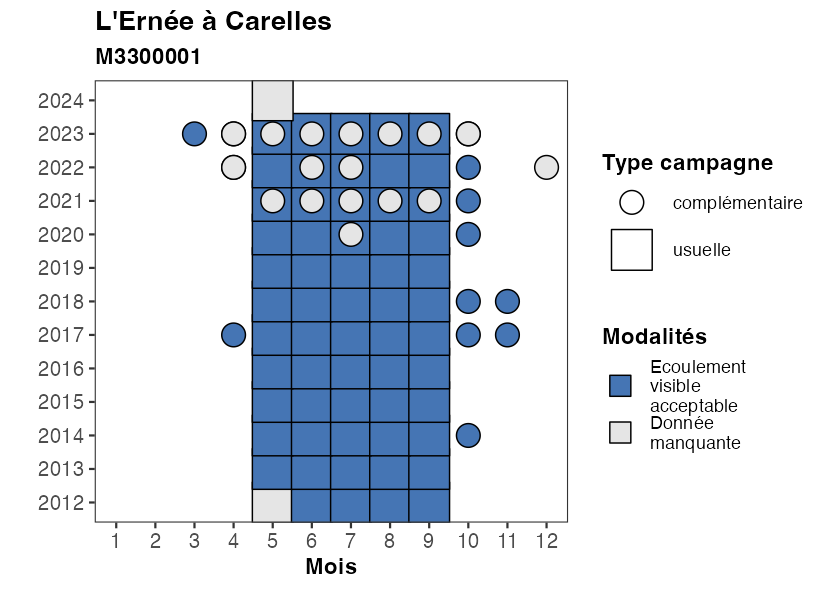 L'Ernée à Carelles
M3300001
2024
2023
2022
2021
2020
2019
2018
2017
2016
2015
2014
2013
2012
1 2 3 4 5 6 7 8 9 10 11 12
Mois
Type campagne
complémentaire
usuelle
Modalités
Ecoulement
visible
acceptable
Donnée
manquante